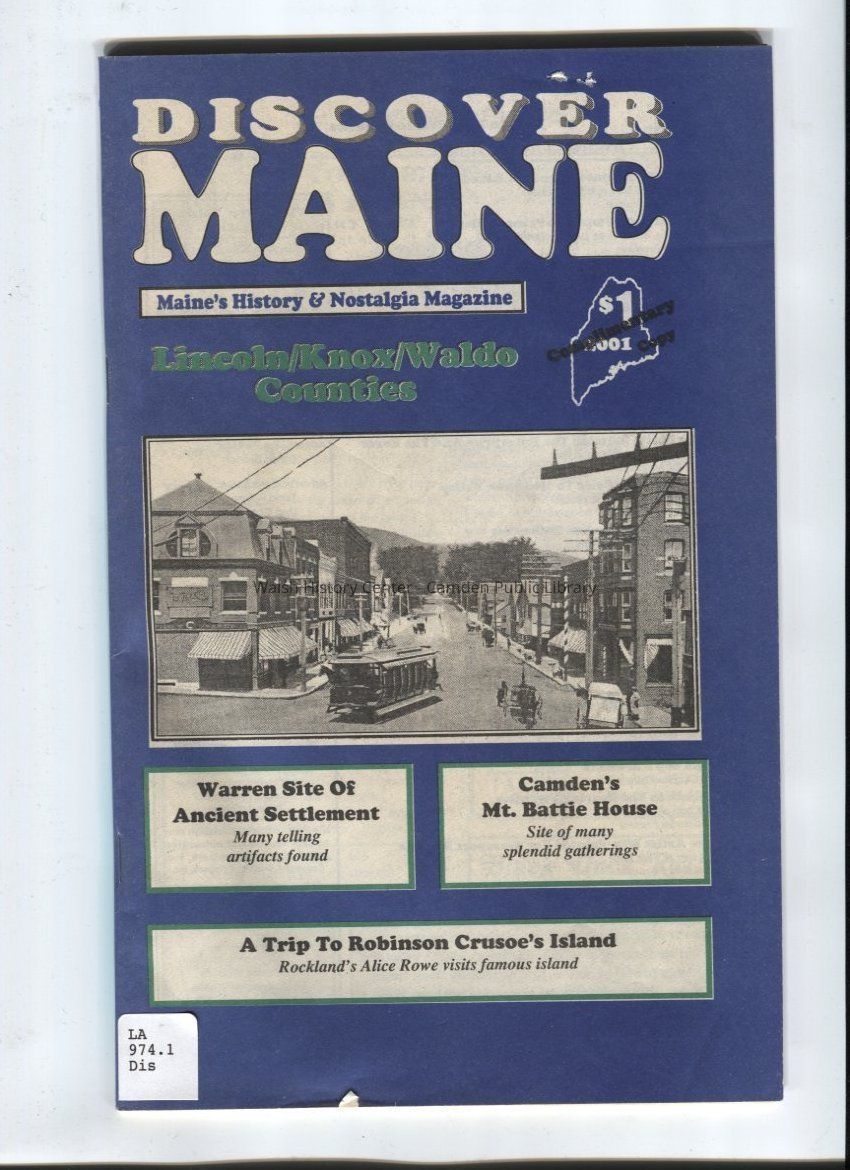 DISCOVER
MAINE
Maine's History & Nostalgia Magazine
$1
2001
Complimentary
Copy
Lincoln/Knox/Waldo
Counties
Walsh History Center - Camden Public Library
Warren Site Of
Ancient Settlement
Many telling
artifacts found
Camden's
Mt. Battie House
Site of many
splendid gatherings
A Trip To Robinson Crusoe's Island
Rockland's Alice Rowe visits famous island
LA
974.1
Dis